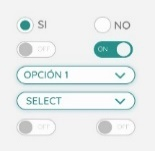 SI NO
OFF ON
OPCIÓN 1
SELECT
OFF OFF